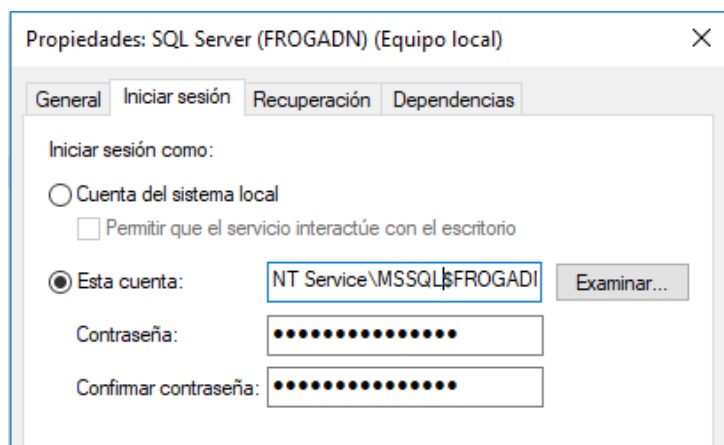 Propiedades: SQL Server (FROGADN) (Equipo local)
General Iniciar sesión Recuperación Dependencias
Iniciar sesión como:
Cuenta del sistema local
Permitir que el servicio interactúe con el escritorio
Esta cuenta: NT Service\MSSQL$FROGADI Examinar...
Contraseña: ●●●●●●●●●●●●●●●
Confirmar contraseña: ●●●●●●●●●●●●●●●